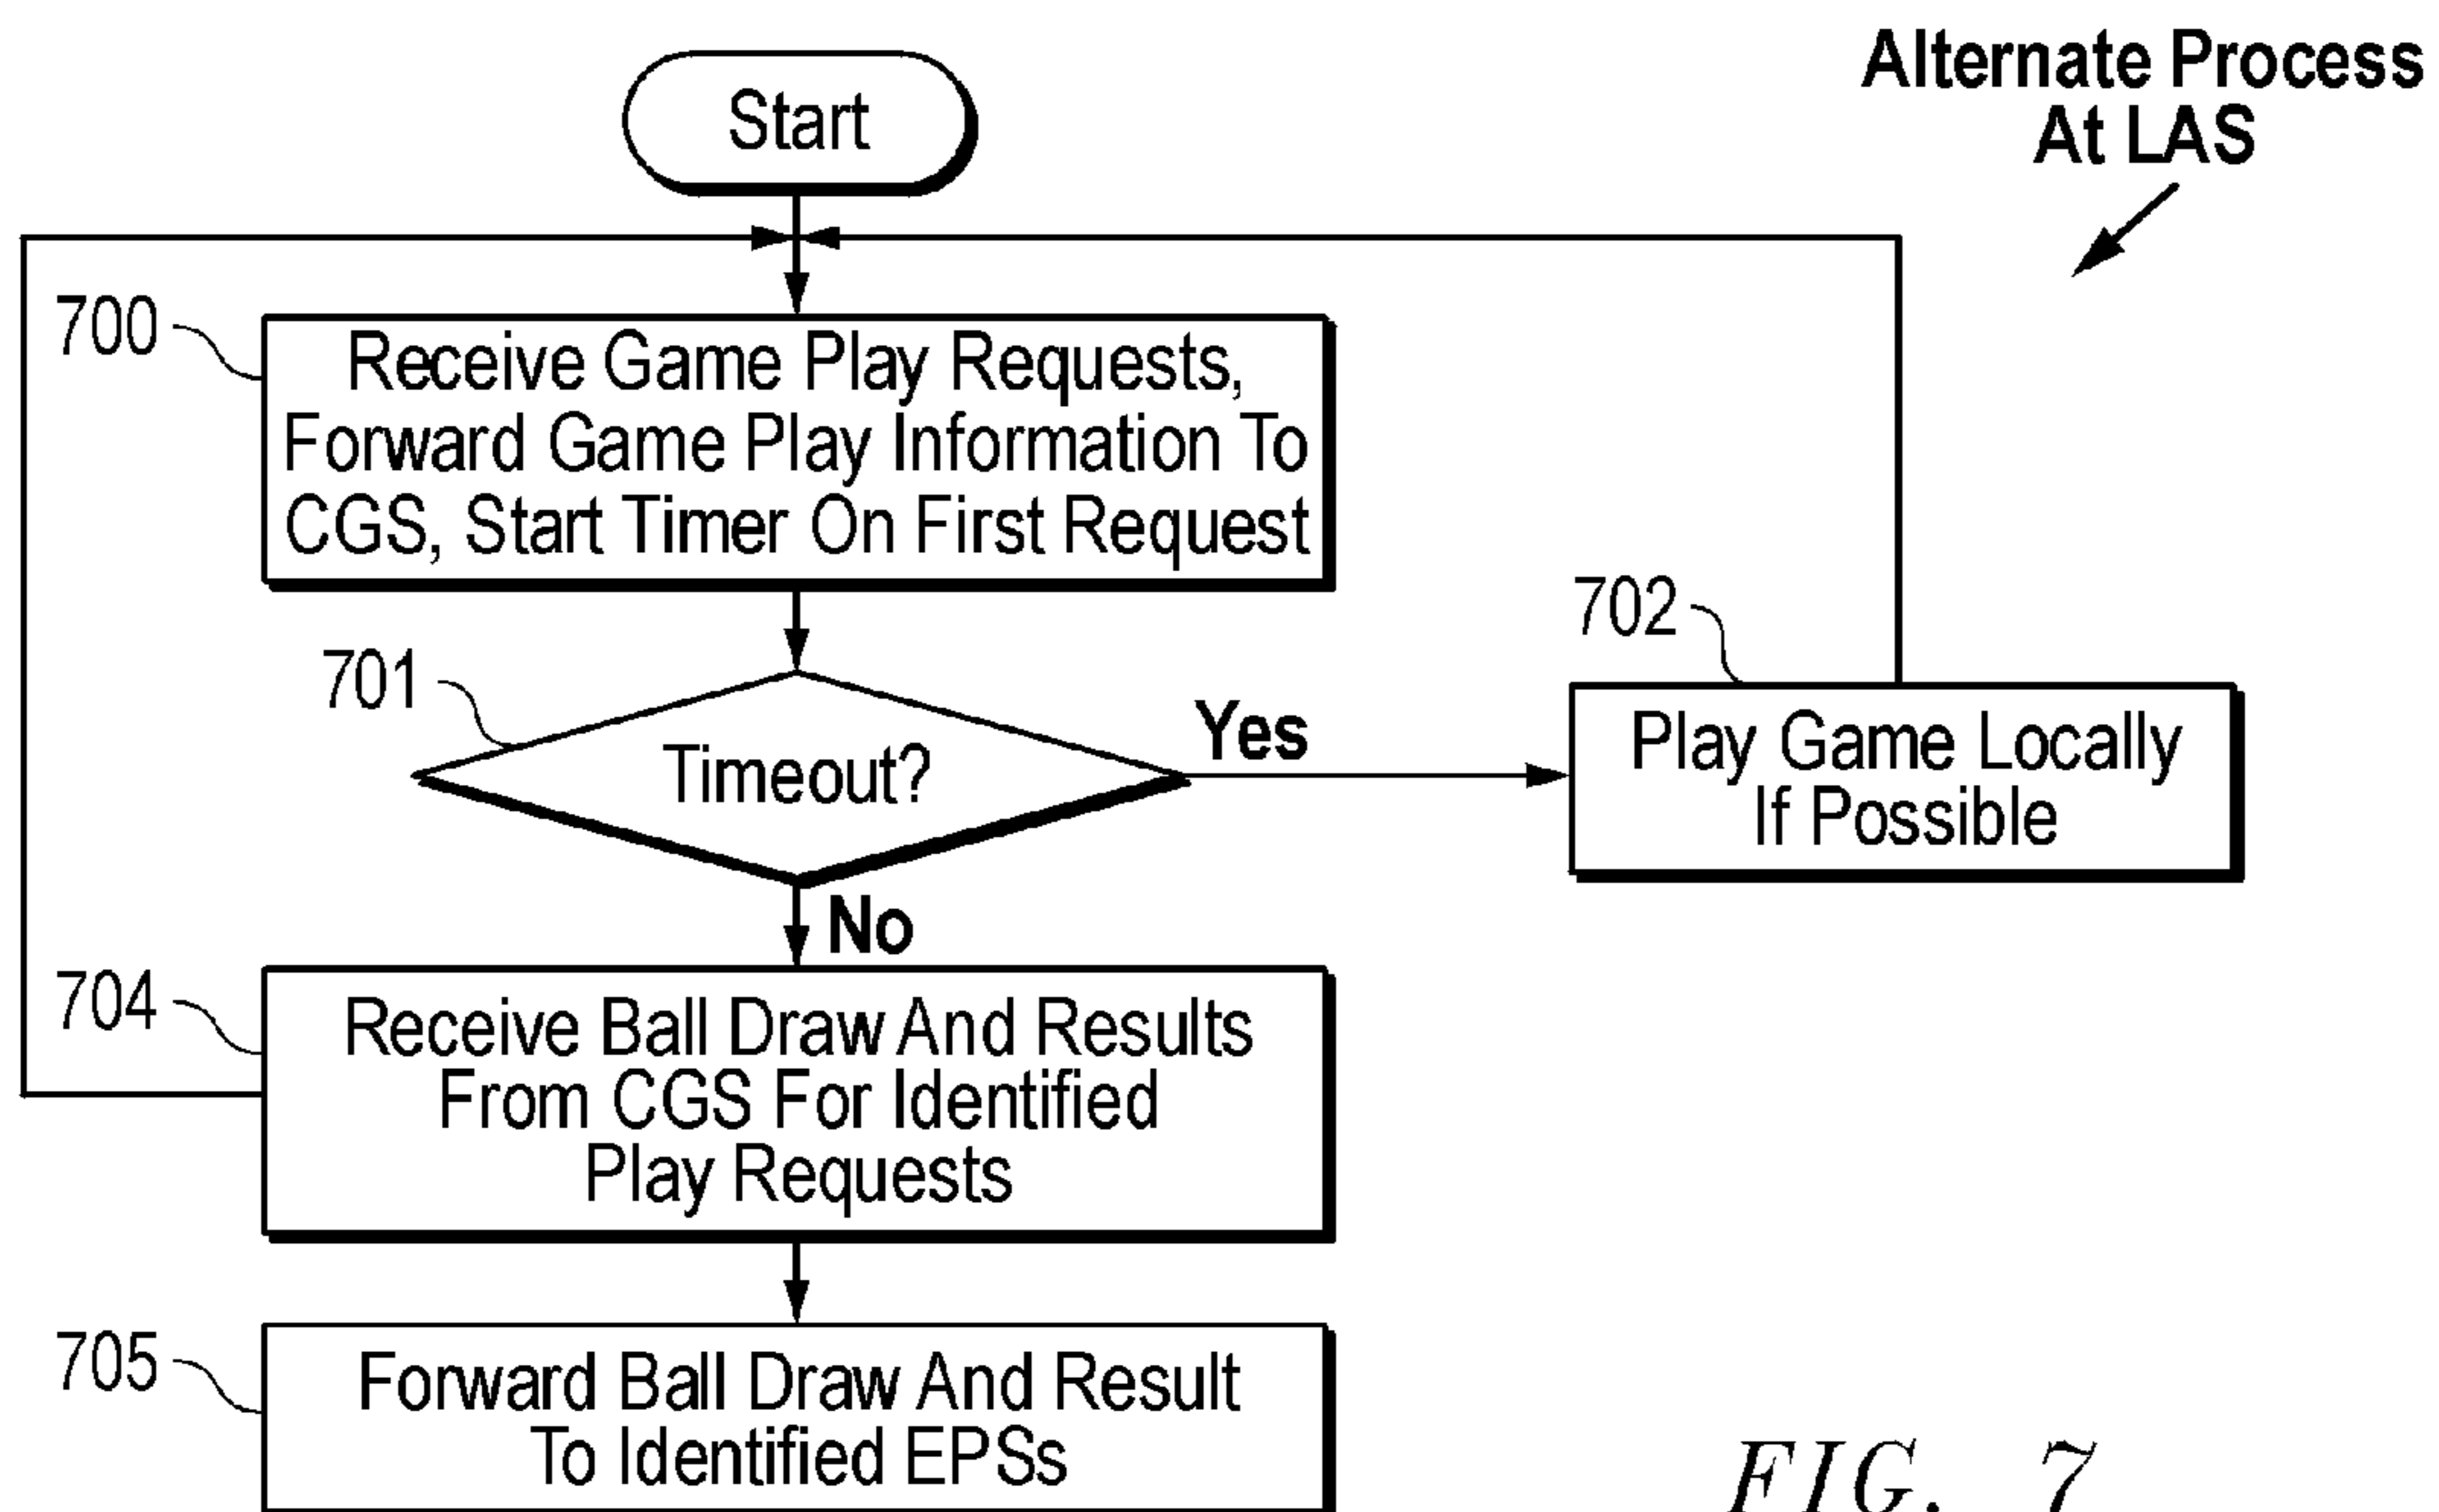 Alternate Process
At LAS
Start
700
Receive Game Play Requests,
Forward Game Play Information To
CGS, Start Timer On First Request
701
Timeout?
Yes
702
Play Game Locally
If Possible
No
704
Receive Ball Draw And Results
From CGS For Identified
Play Requests
705
Forward Ball Draw And Result
To Identified EPSs
FIG. 7